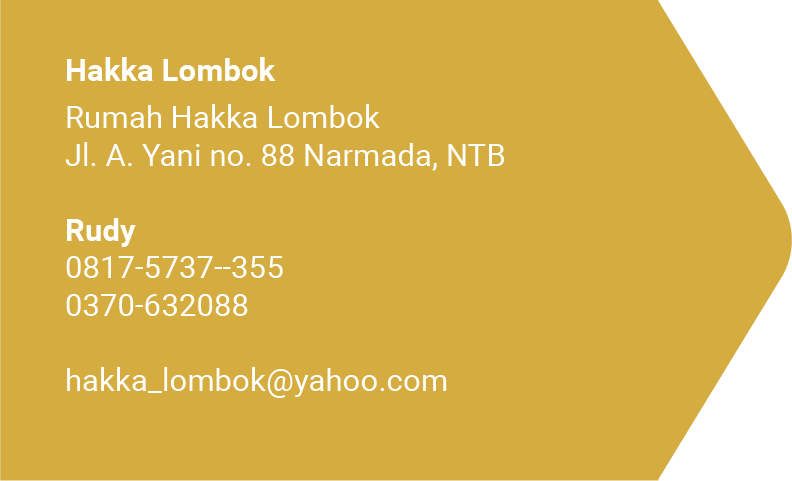 Hakka Lombok
Rumah Hakka Lombok
Jl. A. Yani no. 88 Narmada, NTB
Rudy
0817-5737--355
0370-632088
hakka_lombok@yahoo.com